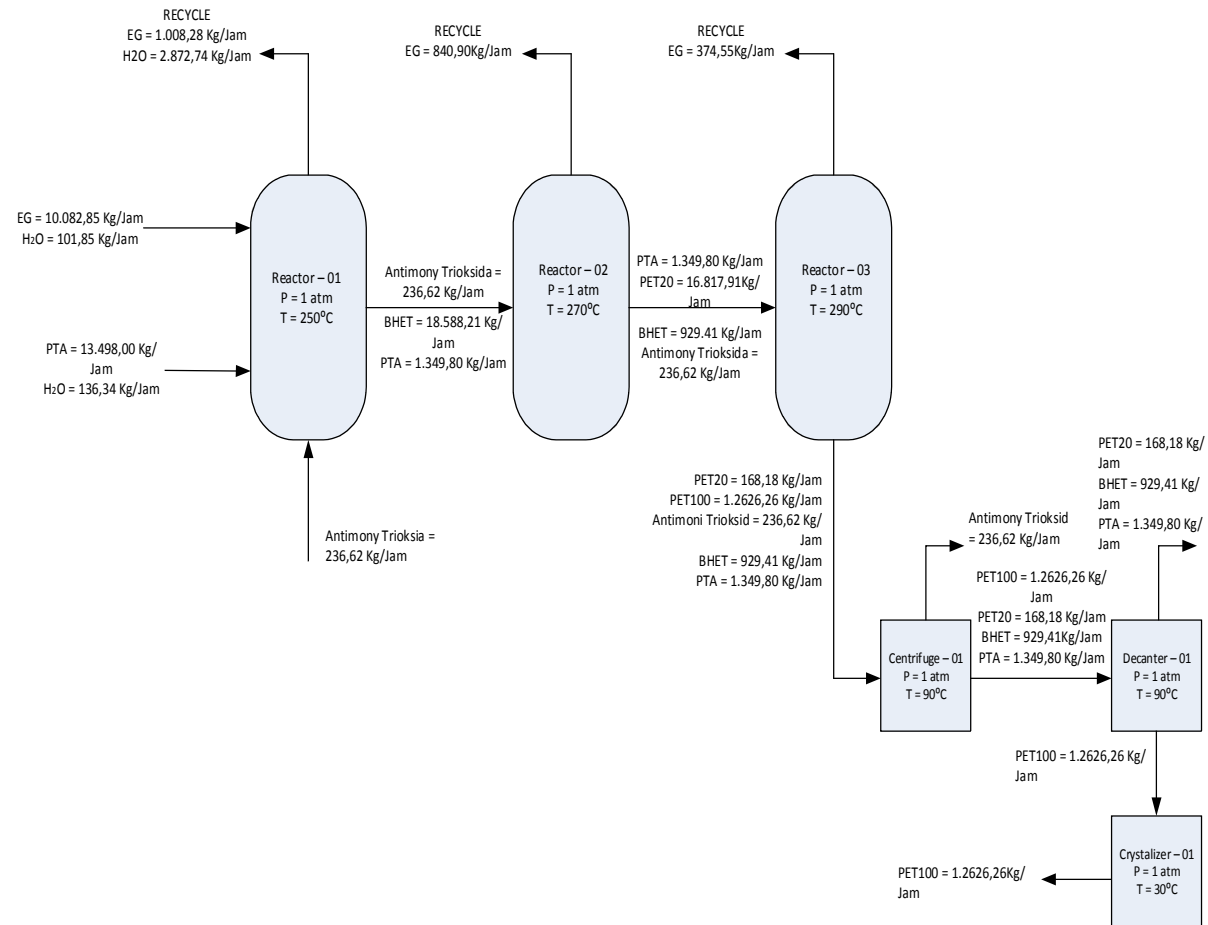 RECYCLE
EG = 1.008,28 Kg/Jam
H2O = 2.872,74 Kg/Jam
RECYCLE
EG = 840,90Kg/Jam
RECYCLE
EG = 374,55Kg/Jam
EG = 10.082,85 Kg/Jam
H2O = 101,85 Kg/Jam
PTA = 13.498,00 Kg/
Jam
H2O = 136,34 Kg/Jam
Reactor – 01
P = 1 atm
T = 250⁰C
Antimony Trioksia =
236,62 Kg/Jam
Antimony Trioksida =
236,62 Kg/Jam
BHET = 18.588,21 Kg/
Jam
PTA = 1.349,80 Kg/Jam
Reactor – 02
P = 1 atm
T = 270⁰C
PTA = 1.349,80 Kg/Jam
PET20 = 16.817,91Kg/
Jam
BHET = 929.41 Kg/Jam
Antimony Trioksida =
236,62 Kg/Jam
Reactor – 03
P = 1 atm
T = 290⁰C
PET20 = 168,18 Kg/Jam
PET100 = 1.2626,26 Kg/Jam
Antimoni Trioksid = 236,62 Kg/
Jam
BHET = 929,41 Kg/Jam
PTA = 1.349,80 Kg/Jam
Centrifuge – 01
P = 1 atm
T = 90⁰C
Antimony Trioksid
= 236,62 Kg/Jam
PET100 = 1.2626,26 Kg/
Jam
PET20 = 168,18 Kg/Jam
BHET = 929,41Kg/Jam
PTA = 1.349,80 Kg/Jam
PET20 = 168,18 Kg/
Jam
BHET = 929,41 Kg/
Jam
PTA = 1.349,80 Kg/
Jam
Decanter – 01
P = 1 atm
T = 90⁰C
PET100 = 1.2626,26 Kg/
Jam
Crystalizer – 01
P = 1 atm
T = 30⁰C
PET100 = 1.2626,26Kg/
Jam